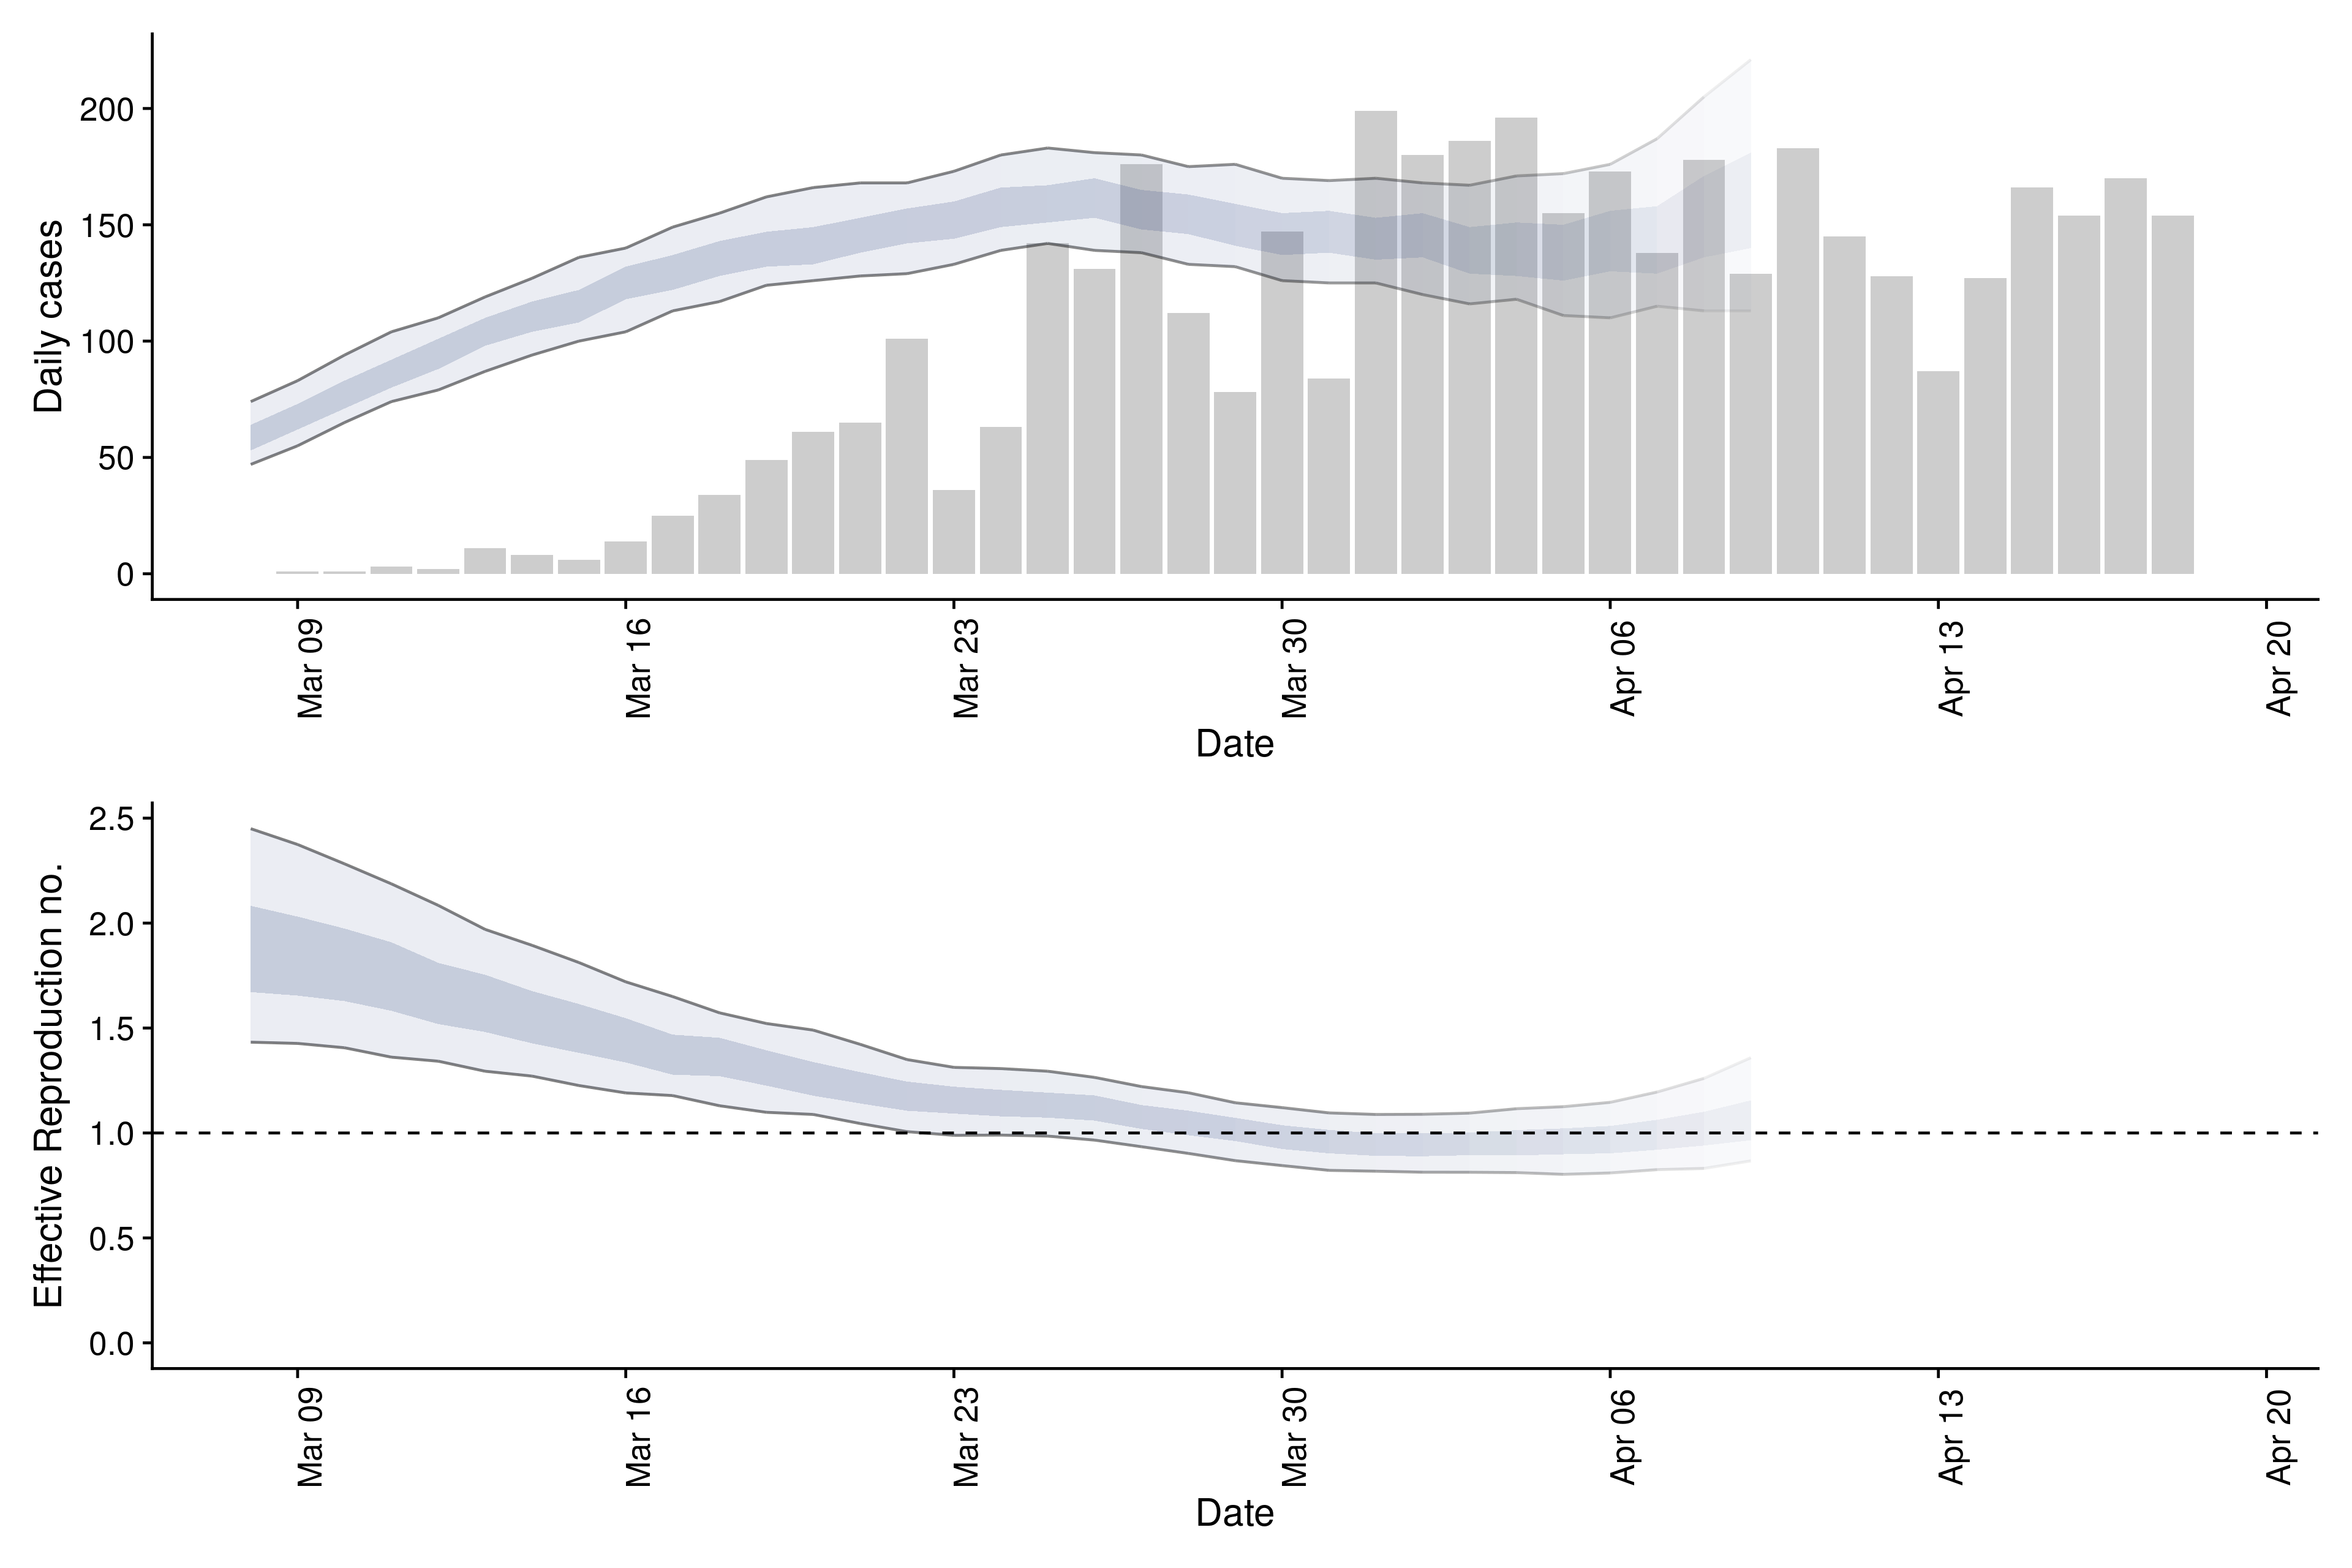 Daily cases
200
150
100
50
0
Mar 09
Mar 16
Mar 23
Mar 30
Apr 06
Apr 13
Apr 20
Date
Effective Reproduction no.
2.5
2.0
1.5
1.0
0.5
0.0
Mar 09
Mar 16
Mar 23
Mar 30
Apr 06
Apr 13
Apr 20
Date